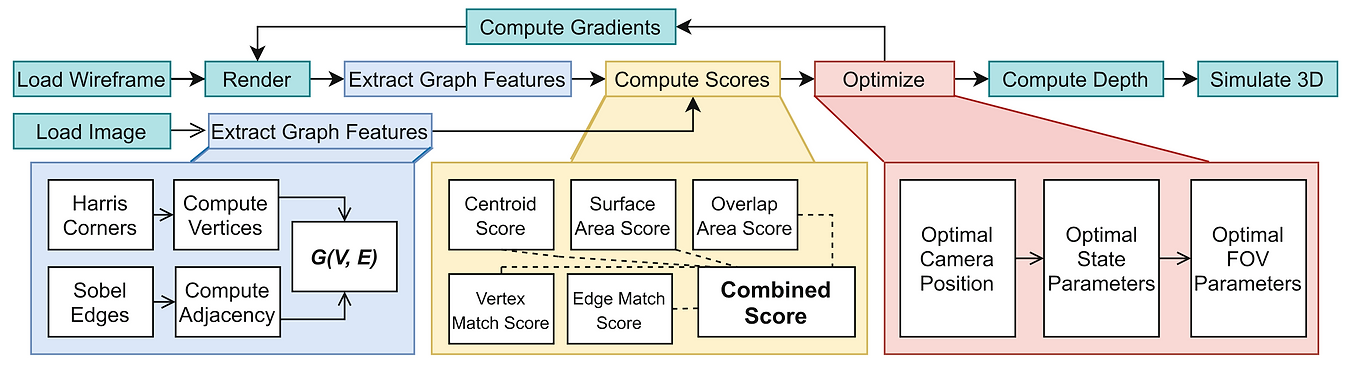 Compute Gradients
Load Wireframe
Render
Extract Graph Features
Compute Scores
Optimize
Compute Depth
Simulate 3D
Load Image
Extract Graph Features
Harris
Corners
Compute
Vertices
G(V, E)
Sobel
Edges
Compute
Adjacency
Centroid
Score
Surface
Area Score
Overlap
Area Score
Vertex
Match Score
Edge Match
Score
Combined
Score
Optimal
Camera
Position
Optimal
State
Parameters
Optimal
FOV
Parameters